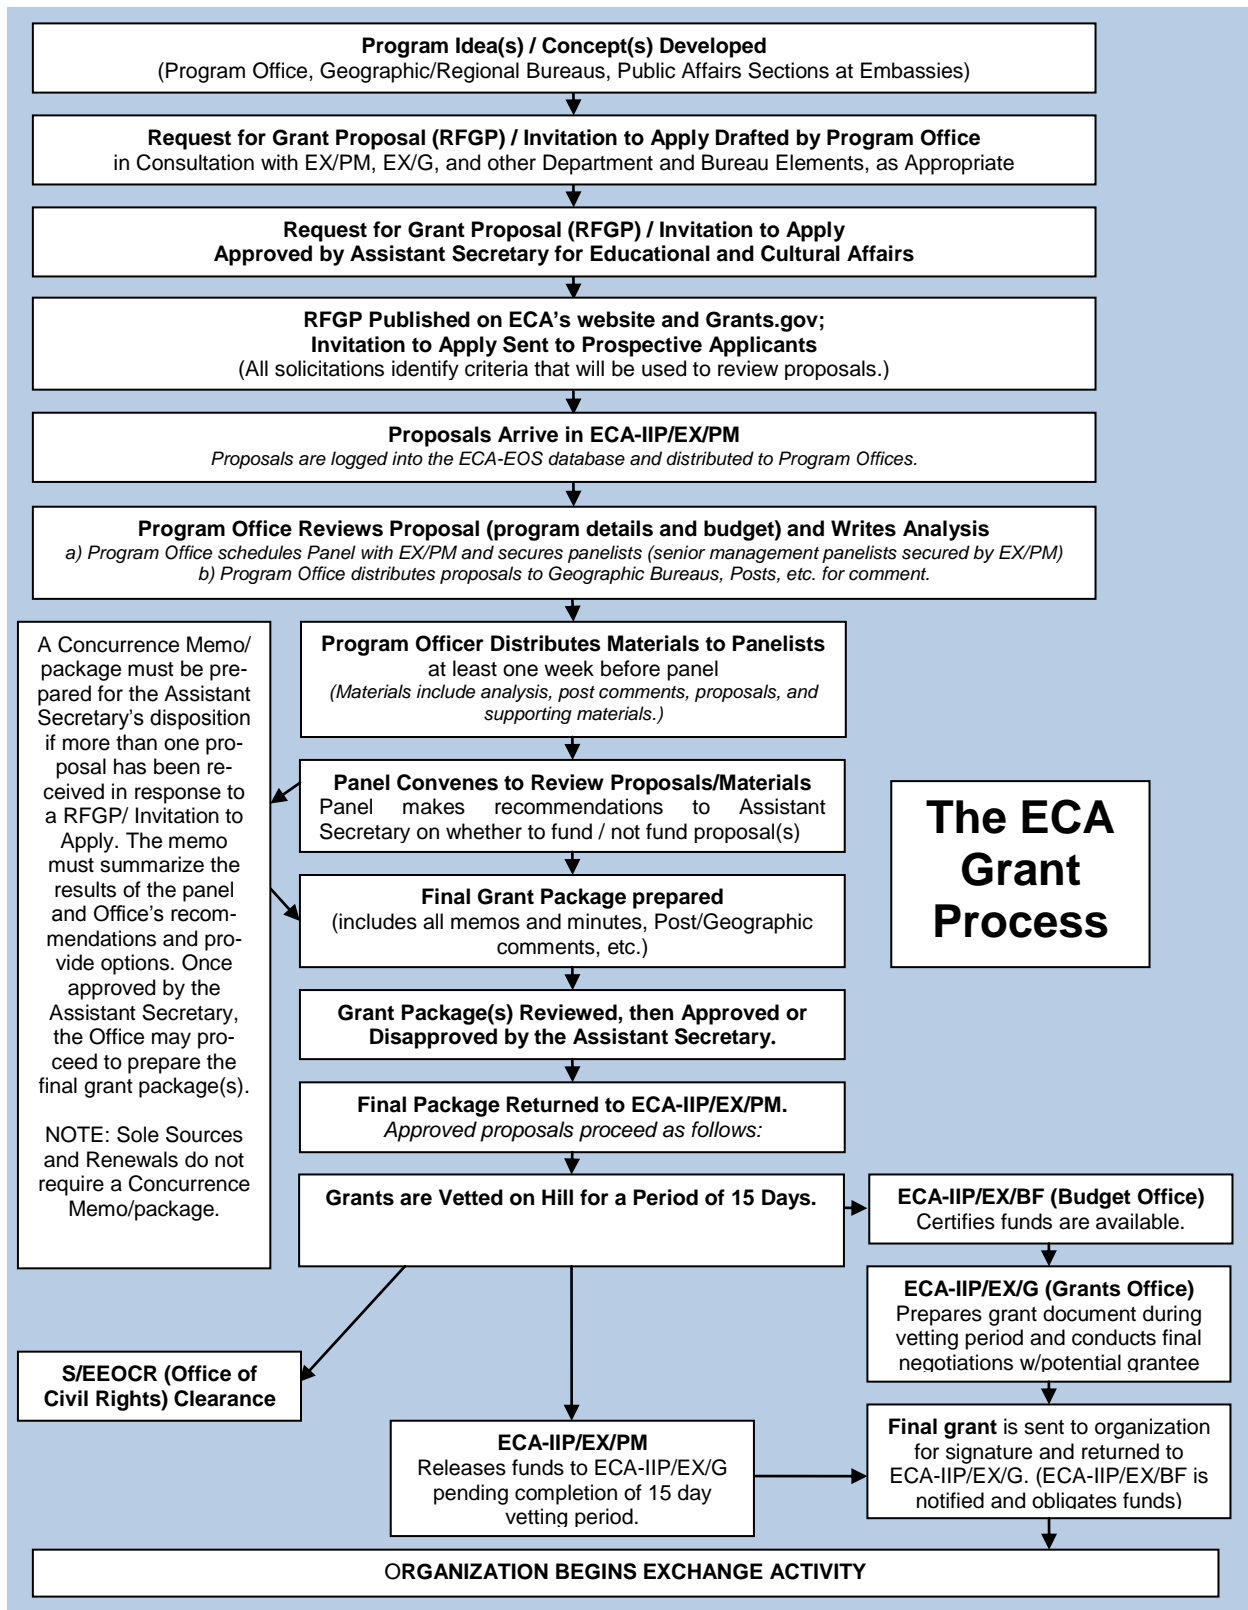 Program Idea(s) / Concept(s) Developed
(Program Office, Geographic/Regional Bureaus, Public Affairs Sections at Embassies)
Request for Grant Proposal (RFGP) / Invitation to Apply Drafted by Program Office
in Consultation with EX/PM, EX/G, and other Department and Bureau Elements, as Appropriate
Request for Grant Proposal (RFGP) / Invitation to Apply
Approved by Assistant Secretary for Educational and Cultural Affairs
RFGP Published on ECA's website and Grants.gov;
Invitation to Apply Sent to Prospective Applicants
(All solicitations identify criteria that will be used to review proposals.)
Proposals Arrive in ECA-IIP/EX/PM
Proposals are logged into the ECA-EOS database and distributed to Program Offices.
Program Office Reviews Proposal (program details and budget) and Writes Analysis
a) Program Office schedules Panel with EX/PM and secures panelists (senior management panelists secured by EX/PM)
b) Program Office distributes proposals to Geographic Bureaus, Posts, etc. for comment.
A Concurrence Memo/
package must be pre-
pared for the Assistant
Secretary's disposition
if more than one pro-
posal has been re-
ceived in response to
a RFGP/ Invitation to
Apply. The memo
must summarize the
results of the panel
and Office's recom-
mendations and pro-
vide options. Once
approved by the
Assistant Secretary,
the Office may pro-
ceed to prepare the
final grant package(s).
NOTE: Sole Sources
and Renewals do not
require a Concurrence
Memo/package.
Program Officer Distributes Materials to Panelists
at least one week before panel
(Materials include analysis, post comments, proposals, and
supporting materials.)
Panel Convenes to Review Proposals/Materials
Panel makes recommendations to Assistant
Secretary on whether to fund / not fund proposal(s)
Final Grant Package prepared
(includes all memos and minutes, Post/Geographic
comments, etc.)
Grant Package(s) Reviewed, then Approved or
Disapproved by the Assistant Secretary.
Final Package Returned to ECA-IIP/EX/PM.
Approved proposals proceed as follows:
Grants are Vetted on Hill for a Period of 15 Days.
The ECA
Grant
Process
ECA-IIP/EX/BF (Budget Office)
Certifies funds are available.
ECA-IIP/EX/G (Grants Office)
Prepares grant document during
vetting period and conducts final
negotiations w/potential grantee
S/EEOCR (Office of
Civil Rights) Clearance
ECA-IIP/EX/PM
Releases funds to ECA-IIP/EX/G
pending completion of 15 day
vetting period.
Final grant is sent to organization
for signature and returned to
ECA-IIP/EX/G. (ECA-IIP/EX/BF is
notified and obligates funds)
ORGANIZATION BEGINS EXCHANGE ACTIVITY